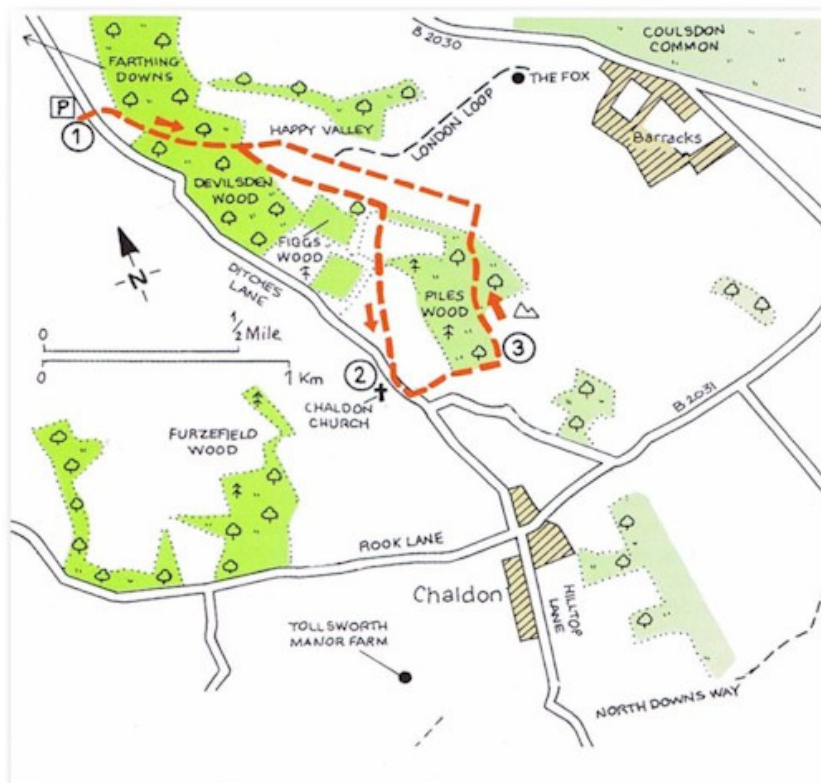 B 2030
COULSDON
COMMON
FARTHING
DOWNS
THE FOX
P
1
HAPPY VALLEY
LONDON LOOP
Barracks
DEVILSDEN
WOOD
FIGGS
WOOD
N
DITCHES
LANE
PILES
WOOD
0
1/2 Mile
0
1 Km
2
3
CHALDON
CHURCH
B 2031
FURZEFIELD
WOOD
ROOK LANE
Chaldon
HILLTOP
LANE
TOLLSWORTH
MANOR FARM
NORTH DOWNS WAY